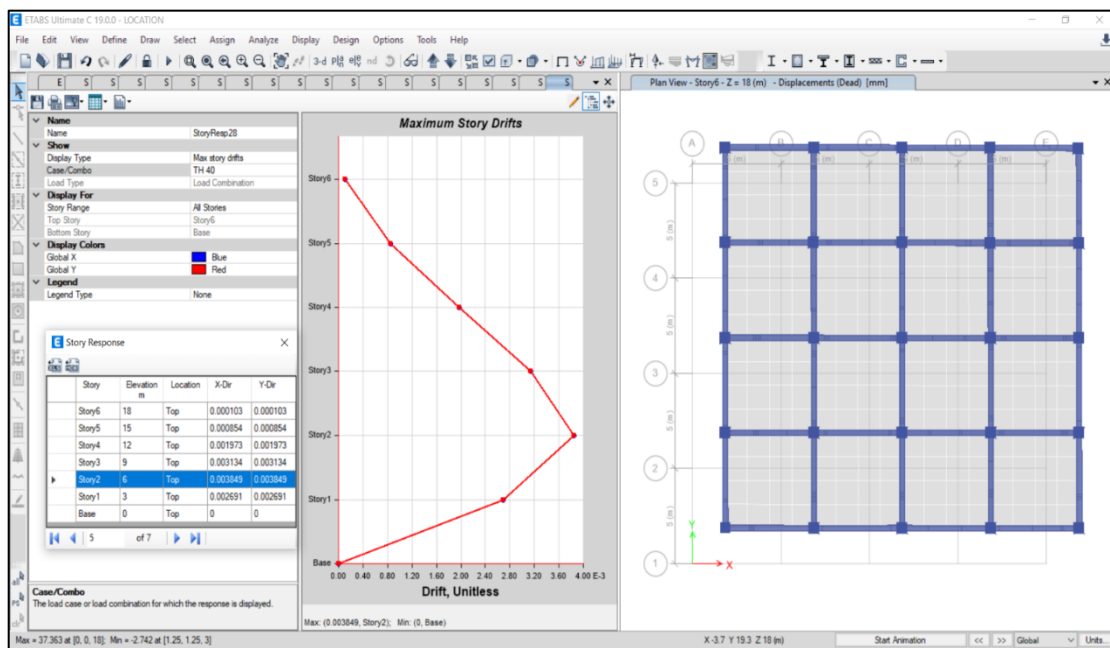 ETABS Ultimate C 19.0.0 - LOCATION
File Edit View Define Draw Select Assign Analyze Display Design Options Tools Help
3-d
nd
E S S S S S S S S S S S S S S S S S S
Name
Name StoryResp28
Show
Display Type Max story drifts
Case/Combo TH 40
Load Type Load Combination
Display For
Story Range All Stories
Top Story Story6
Bottom Story Base
Display Colors
Global X Blue
Global Y Red
Legend
Legend Type None
E Story Response
Story Elevation m Location X-Dir Y-Dir
Story6 18 Top 0.000103 0.000103
Story5 15 Top 0.000854 0.000854
Story4 12 Top 0.001973 0.001973
Story3 9 Top 0.003134 0.003134
Story2 6 Top 0.003849 0.003849
Story1 3 Top 0.002691 0.002691
Base 0 Top 0 0
5 of 7
Case/Combo
The load case or load combination for which the response is displayed.
Maximum Story Drifts
Story6
Story5
Story4
Story3
Story2
Story1
Base
0.00 0.40 0.80 1.20 1.60 2.00 2.40 2.80 3.20 3.60 4.00 E-3
Drift, Unitless
Max: (0.003849, Story2); Min: (0, Base)
Plan View - Story6 - Z = 18 (m) - Displacements (Dead) [mm]
A B C D E
5
5 (m)
4
5 (m)
3
5 (m)
2
5 (m)
1
Y
X
Max = 37.363 at [0, 0, 18]; Min = -2.742 at [1.25, 1.25, 3]
X -3.7 Y 19.3 Z 18 (m)
Start Animation
<< >> Global Units...